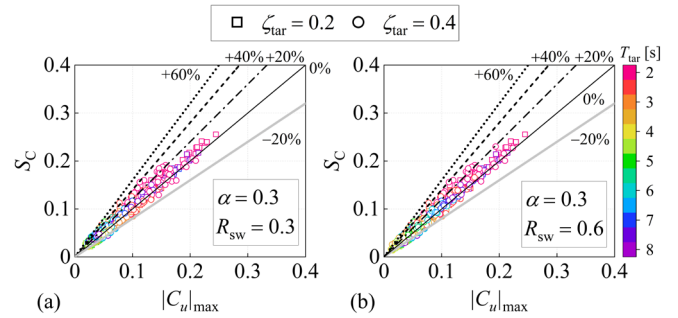 ζtar = 0.2 ζtar = 0.4
0.4
0.3
0.2
0.1
0
SC
+60%
+40%
+20%
0%
−20%
α = 0.3
Rsw = 0.3
0 0.1 0.2 0.3 0.4
(a) |Cu|max
0.4
0.3
0.2
0.1
0
SC
+60%
+40%
+20%
0%
−20%
α = 0.3
Rsw = 0.6
0 0.1 0.2 0.3 0.4
(b) |Cu|max
Ttar [s]
2
3
4
5
6
7
8